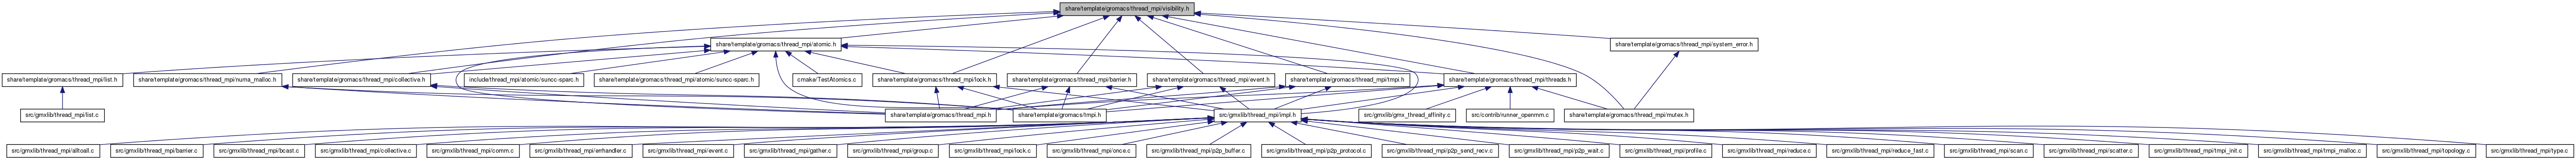 share/template/gromacs/thread_mpi/visibility.h
share/template/gromacs/thread_mpi/atomic.h
share/template/gromacs/thread_mpi/system_error.h
share/template/gromacs/thread_mpi/list.h
share/template/gromacs/thread_mpi/numa_malloc.h
share/template/gromacs/thread_mpi/collective.h
include/thread_mpi/atomic/suncc-sparc.h
share/template/gromacs/thread_mpi/atomic/suncc-sparc.h
cmake/TestAtomics.c
share/template/gromacs/thread_mpi/lock.h
share/template/gromacs/thread_mpi/barrier.h
share/template/gromacs/thread_mpi/event.h
share/template/gromacs/thread_mpi/tmpi.h
share/template/gromacs/thread_mpi/threads.h
src/gmxlib/thread_mpi/list.c
share/template/gromacs/thread_mpi.h
share/template/gromacs/tmpi.h
src/gmxlib/thread_mpi/impl.h
src/gmxlib/gmx_thread_affinity.c
src/contrib/runner_openmm.c
share/template/gromacs/thread_mpi/mutex.h
src/gmxlib/thread_mpi/alltoall.c
src/gmxlib/thread_mpi/barrier.c
src/gmxlib/thread_mpi/bcast.c
src/gmxlib/thread_mpi/collective.c
src/gmxlib/thread_mpi/comm.c
src/gmxlib/thread_mpi/errhandler.c
src/gmxlib/thread_mpi/event.c
src/gmxlib/thread_mpi/gather.c
src/gmxlib/thread_mpi/group.c
src/gmxlib/thread_mpi/lock.c
src/gmxlib/thread_mpi/once.c
src/gmxlib/thread_mpi/p2p_buffer.c
src/gmxlib/thread_mpi/p2p_protocol.c
src/gmxlib/thread_mpi/p2p_send_recv.c
src/gmxlib/thread_mpi/p2p_wait.c
src/gmxlib/thread_mpi/profile.c
src/gmxlib/thread_mpi/reduce.c
src/gmxlib/thread_mpi/reduce_fast.c
src/gmxlib/thread_mpi/scan.c
src/gmxlib/thread_mpi/scatter.c
src/gmxlib/thread_mpi/tmpi_init.c
src/gmxlib/thread_mpi/tmpi_malloc.c
src/gmxlib/thread_mpi/topology.c
src/gmxlib/thread_mpi/type.c